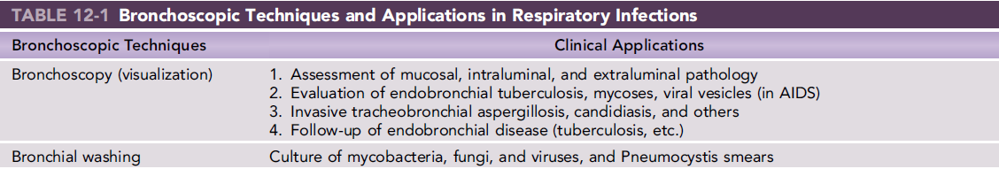 TABLE 12-1 Bronchoscopic Techniques and Applications in Respiratory Infections
Bronchoscopic Techniques Clinical Applications
Bronchoscopy (visualization) 1. Assessment of mucosal, intraluminal, and extraluminal pathology
2. Evaluation of endobronchial tuberculosis, mycoses, viral vesicles (in AIDS)
3. Invasive tracheobronchial aspergillosis, candidiasis, and others
4. Follow-up of endobronchial disease (tuberculosis, etc.)
Bronchial washing Culture of mycobacteria, fungi, and viruses, and Pneumocystis smears